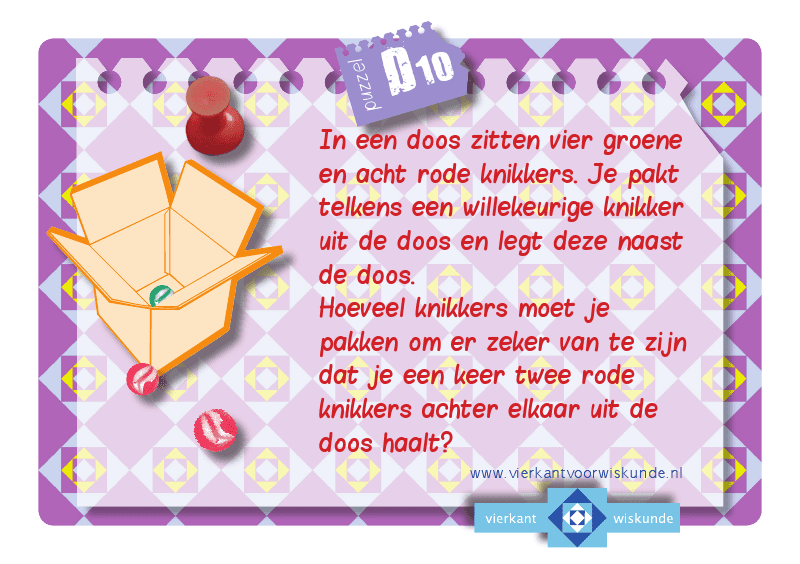 puzzel D10
In een doos zitten vier groene
en acht rode knikkers. Je pakt
telkens een willekeurige knikker
uit de doos en legt deze naast
de doos.
Hoeveel knikkers moet je
pakken om er zeker van te zijn
dat je een keer twee rode
knikkers achter elkaar uit de
doos haalt?
www.vierkantvoorwiskunde.nl
vierkant wiskunde